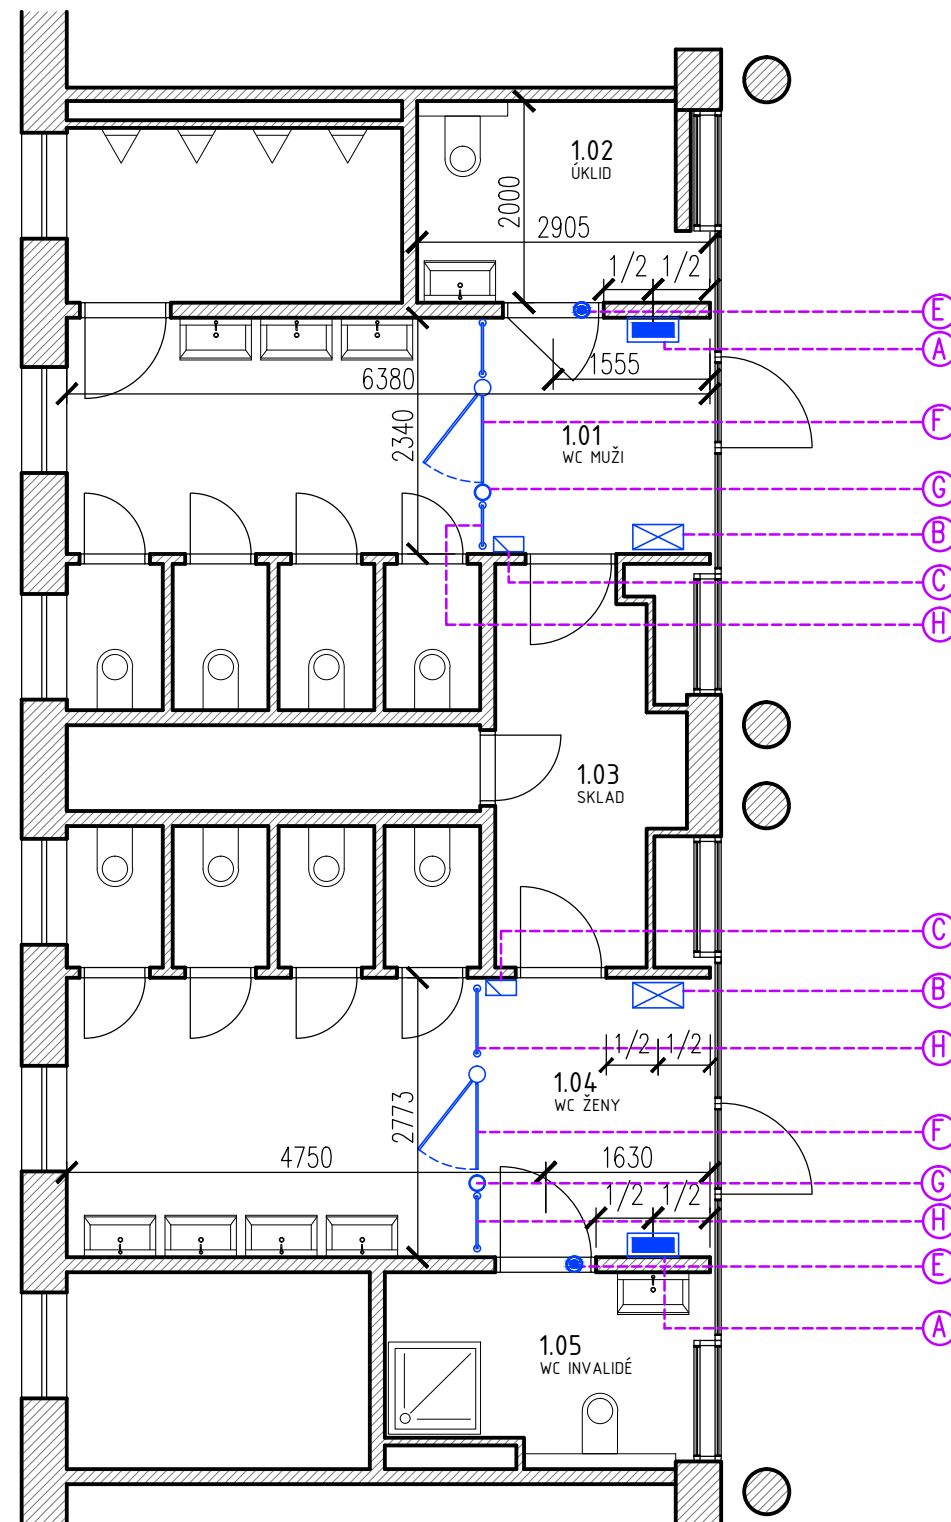 1.02
ÚKLID
2000
2905
1/2 1/2
E
A
1555
6380
F
2340
1.01
WC MUŽI
G
B
C
H
1.03
SKLAD
C
B
1/2 1/2
H
1.04
WC ŽENY
2773
F
4750
1630
G
1/2 1/2
H
E
A
1.05
WC INVALIDÉ